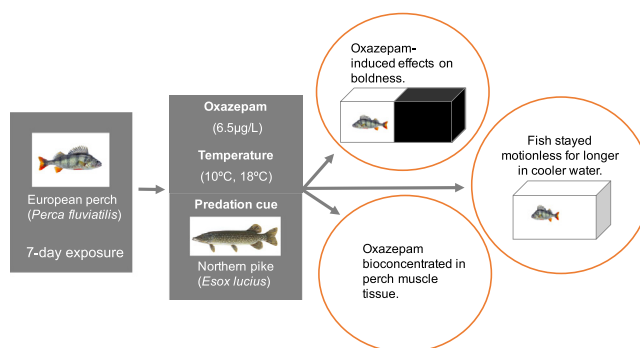 European perch
(Perca fluviatilis)
7-day exposure
Oxazepam
(6.5µg/L)
Temperature
(10ºC, 18ºC)
Predation cue
Northern pike
(Esox lucius)
Oxazepam-
induced effects on
boldness.
Fish stayed
motionless for longer
in cooler water.
Oxazepam
bioconcentrated in
perch muscle
tissue.